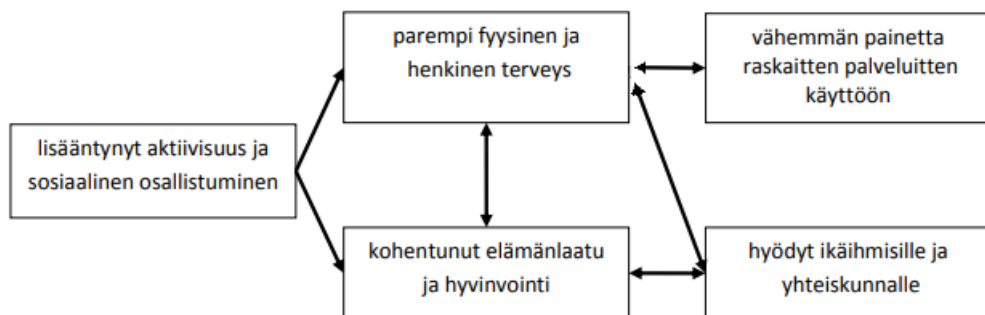 parempi fyysinen ja
henkinen terveys
vähemmän painetta
raskaitten palveluitten
käyttöön
lisääntynyt aktiivisuus ja
sosiaalinen osallistuminen
kohentunut elämänlaatu
ja hyvinvointi
hyödyt ikäihmisille ja
yhteiskunnalle